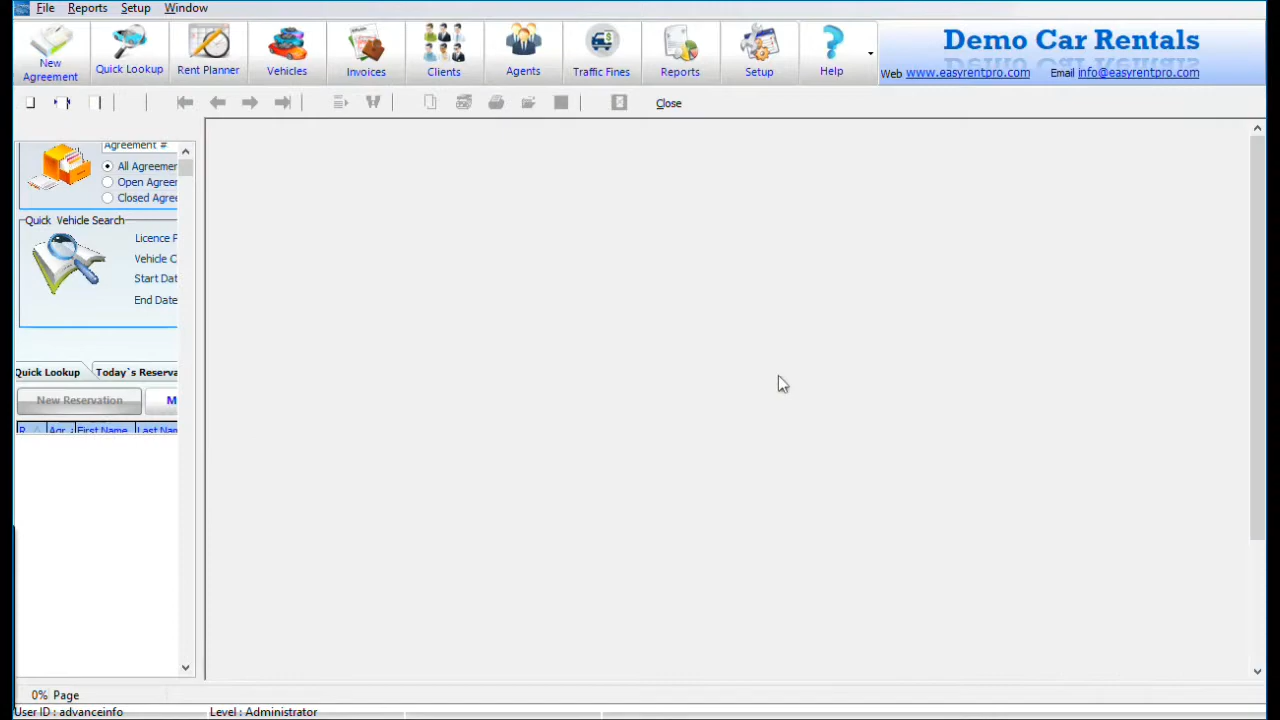 File Reports Setup Window
New Agreement
Quick Lookup
Rent Planner
Vehicles
Invoices
Clients
Agents
Traffic Fines
Reports
Setup
Help
Demo Car Rentals
Web www.easyrentpro.com Email info@easyrentpro.com
Close
Agreement #
All Agreemer
Open Agreer
Closed Agree
Quick Vehicle Search
Licence F
Vehicle C
Start Dat
End Date
Quick Lookup Today`s Reserva
New Reservation M
R Agr First Name Last Nam
0% Page
User ID : advanceinfo Level : Administrator